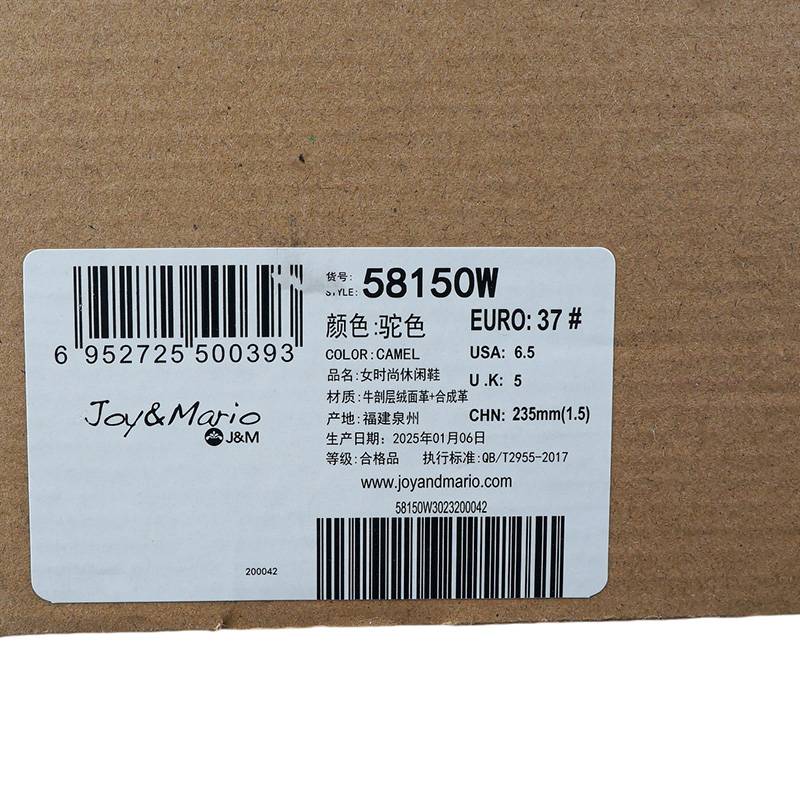 6 952725 500393
Joy&Mario
J&M
200042
货号: 58150W
STYLE:
颜色:驼色
COLOR:CAMEL
品名:女时尚休闲鞋
材质:牛剖层绒面革+合成革
产地:福建泉州
生产日期: 2025年01月06日
等级:合格品 执行标准:QB/T2955-2017
EURO: 37 #
USA: 6.5
U .K: 5
CHN: 235mm(1.5)
www.joyandmario.com
58150W3023200042